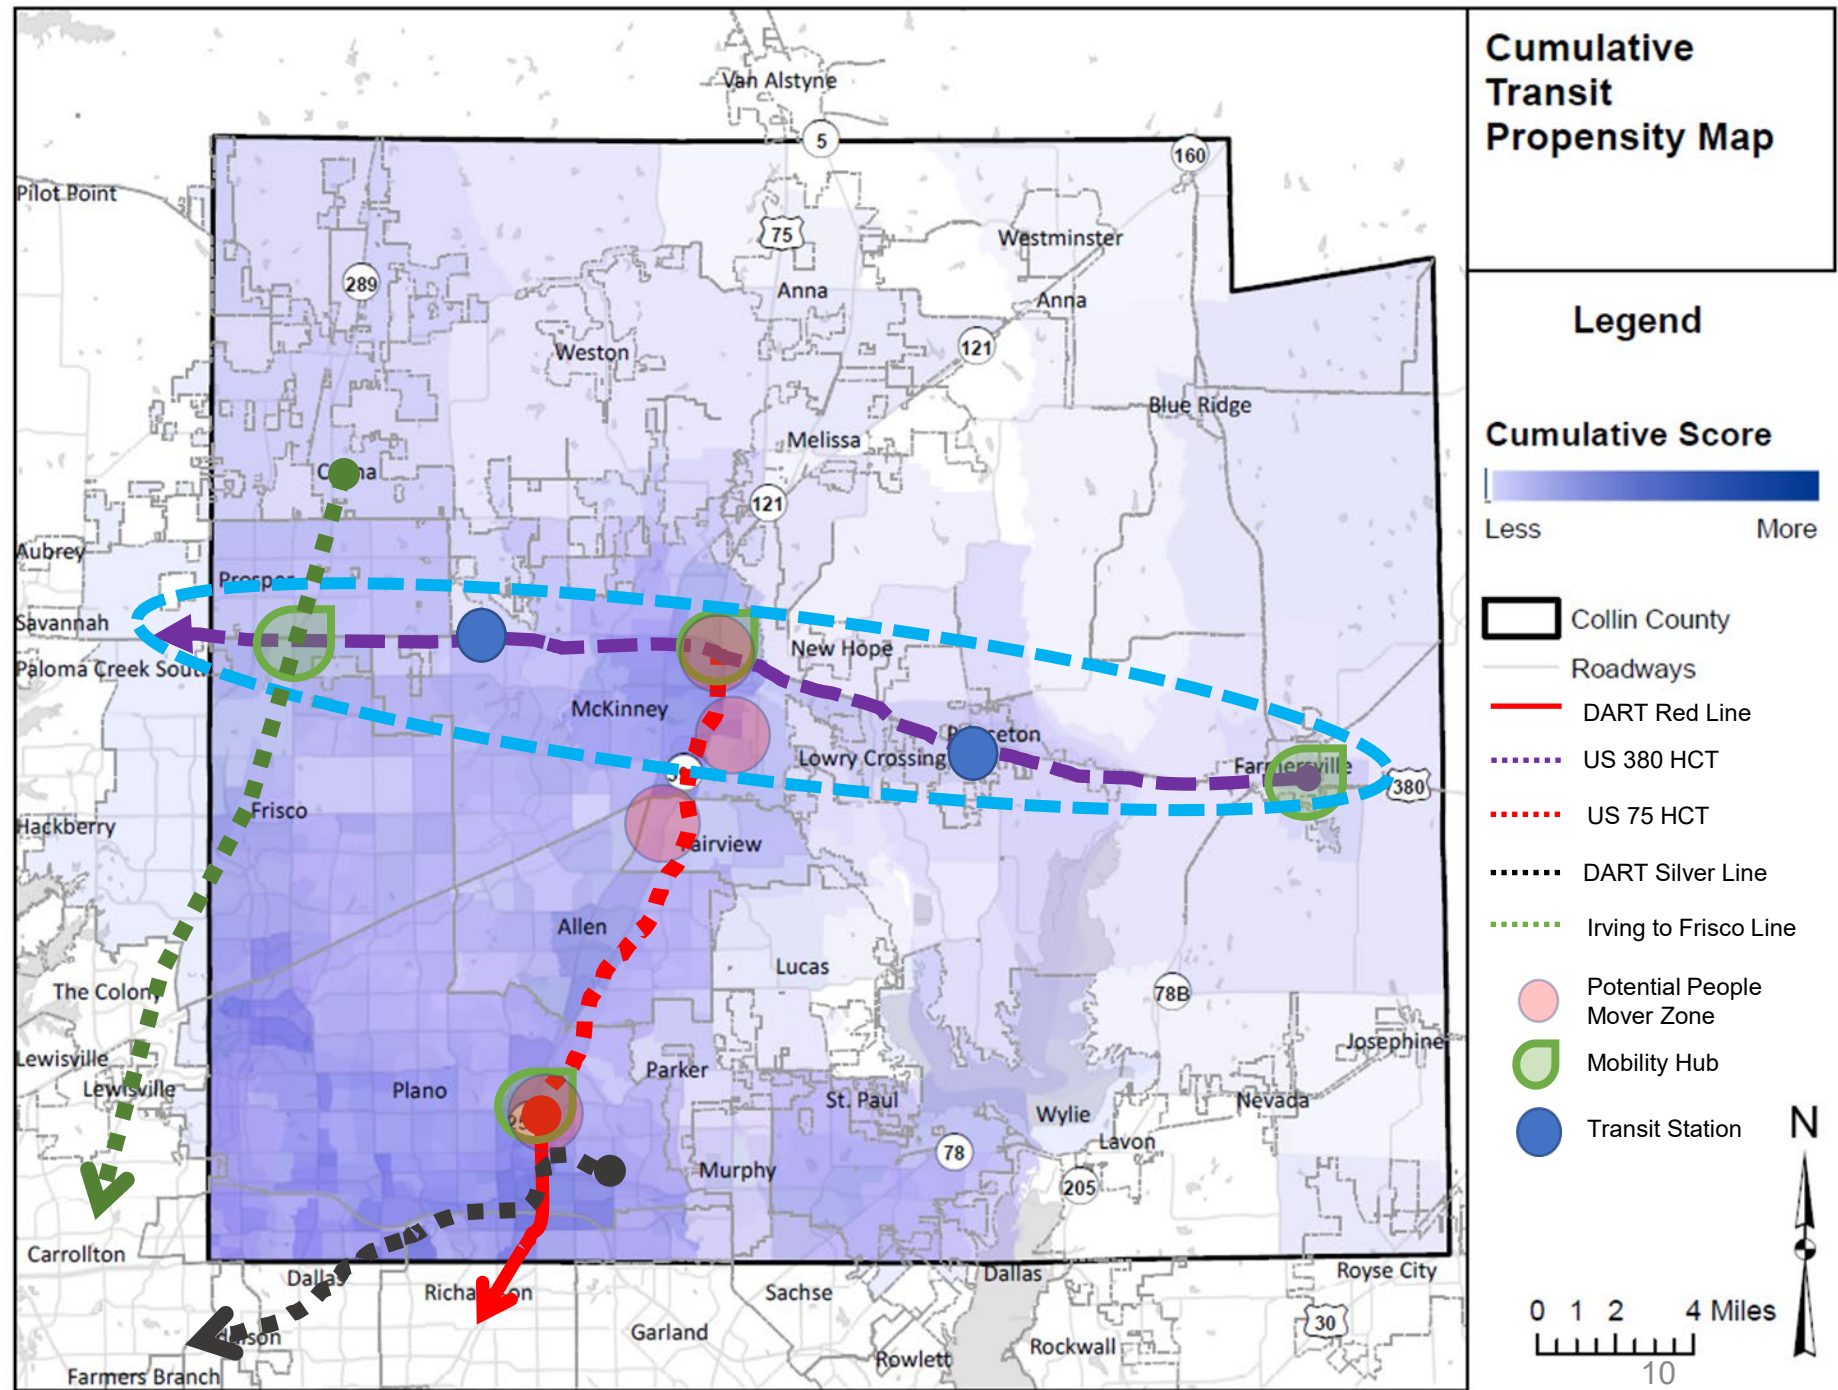 Cumulative
Transit
Propensity Map
Legend
Cumulative Score
Less More
Collin County
Roadways
DART Red Line
US 380 HCT
US 75 HCT
DART Silver Line
Irving to Frisco Line
Potential People
Mover Zone
Mobility Hub
Transit Station
N
0 1 2 4 Miles
10
Van Alstyne
5
160
Pilot Point
75
Westminster
289
Anna
Anna
121
Weston
Blue Ridge
Melissa
121
Aubrey
Prosper
Savannah
New Hope
Paloma Creek South
McKinney
Lowry Crossing
Farmersville
380
Frisco
Hackberry
Fairview
Allen
Lucas
The Colony
78B
Josephine
Lewisville
Lewisville
Plano
Parker
St. Paul
Nevada
Wylie
Lavon
78
Murphy
205
Carrollton
Dallas
Dallas
Royse City
Sachse
Garland
30
Rockwall
Rowlett
Farmers Branch